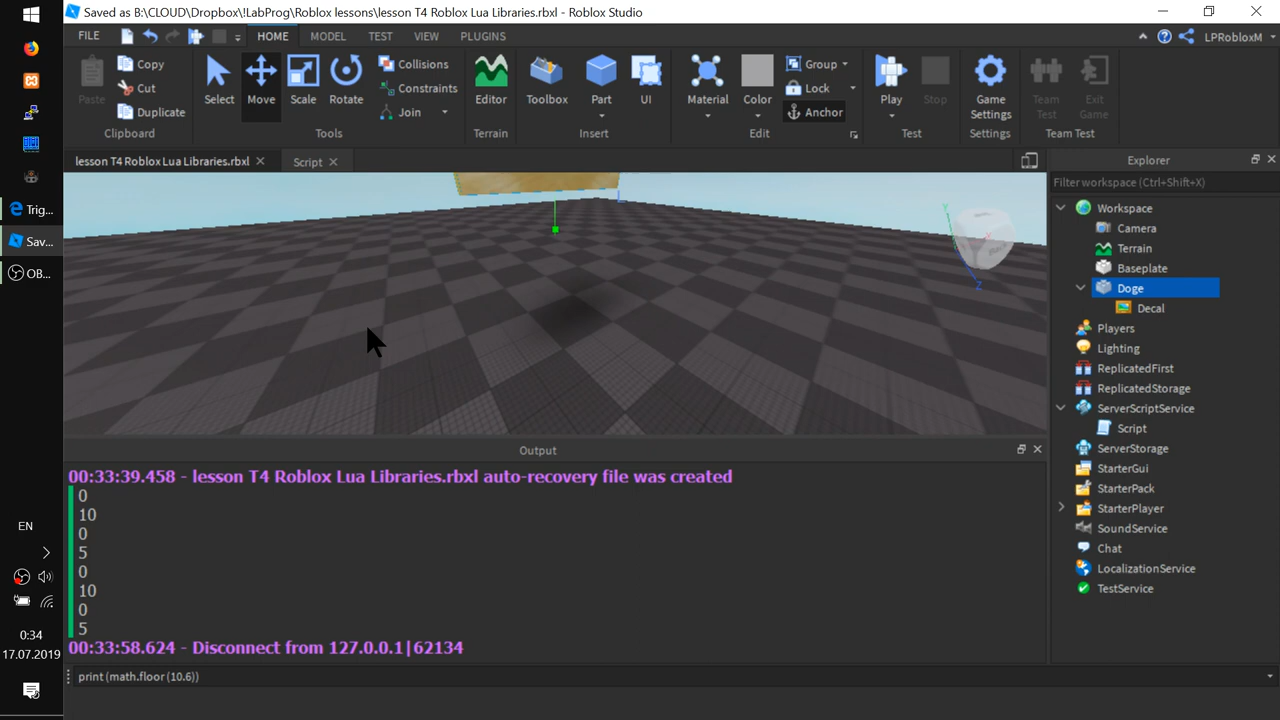 Saved as B:\CLOUD\Dropbox\!LabProg\Roblox lessons\lesson T4 Roblox Lua Libraries.rbxl - Roblox Studio
FILE HOME MODEL TEST VIEW PLUGINS LPRobloxM
Paste Copy Cut Duplicate
Clipboard
Select Move Scale Rotate Collisions Constraints Join
Tools
Editor
Terrain
Toolbox Part UI
Insert
Material Color Group Lock Anchor
Edit
Play Stop
Test
Game Settings
Settings
Team Test Exit Game
Team Test
lesson T4 Roblox Lua Libraries.rbxl Script
Explorer
Filter workspace (Ctrl+Shift+X)
Workspace
Camera
Terrain
Baseplate
Doge
Decal
Players
Lighting
ReplicatedFirst
ReplicatedStorage
ServerScriptService
Script
ServerStorage
StarterGui
StarterPack
StarterPlayer
SoundService
Chat
LocalizationService
TestService
Y
Z
Output
00:33:39.458 - lesson T4 Roblox Lua Libraries.rbxl auto-recovery file was created
0
10
0
5
0
10
0
5
00:33:58.624 - Disconnect from 127.0.0.1|62134
print (math.floor (10.6))
Trig...
Sav...
OB...
EN
0:34
17.07.2019